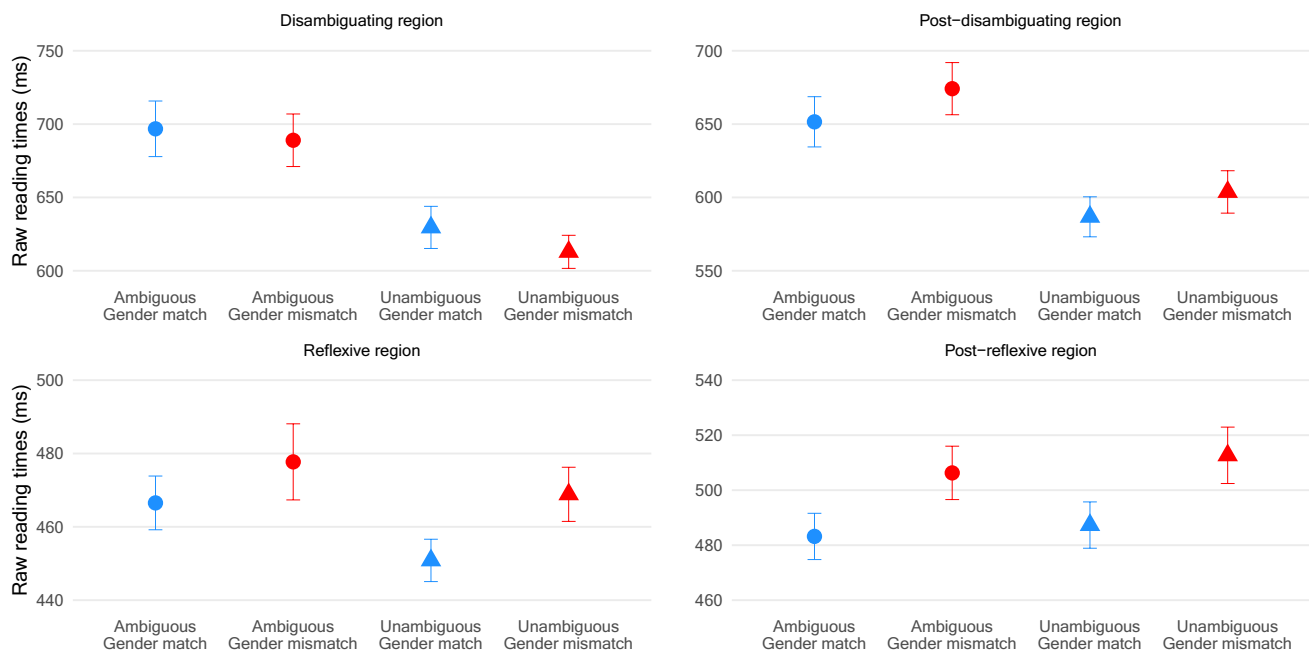 Disambiguating region
Raw reading times (ms)
750
700
650
600
Ambiguous
Gender match
Ambiguous
Gender mismatch
Unambiguous
Gender match
Unambiguous
Gender mismatch
Post−disambiguating region
700
650
600
550
Ambiguous
Gender match
Ambiguous
Gender mismatch
Unambiguous
Gender match
Unambiguous
Gender mismatch
Reflexive region
Raw reading times (ms)
500
480
460
440
Ambiguous
Gender match
Ambiguous
Gender mismatch
Unambiguous
Gender match
Unambiguous
Gender mismatch
Post−reflexive region
540
520
500
480
460
Ambiguous
Gender match
Ambiguous
Gender mismatch
Unambiguous
Gender match
Unambiguous
Gender mismatch